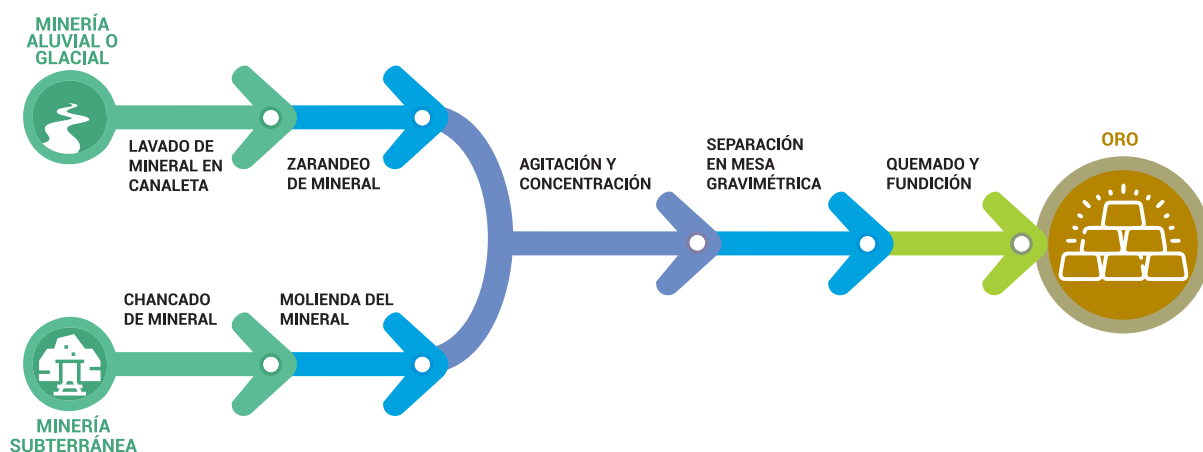 MINERÍA
ALUVIAL O
GLACIAL
LAVADO DE
MINERAL EN
CANALETA
ZARANDEO
DE MINERAL
CHANCADO
DE MINERAL
MOLIENDA DEL
MINERAL
MINERÍA
SUBTERRÁNEA
AGITACIÓN Y
CONCENTRACIÓN
SEPARACIÓN
EN MESA
GRAVIMÉTRICA
QUEMADO Y
FUNDICIÓN
ORO